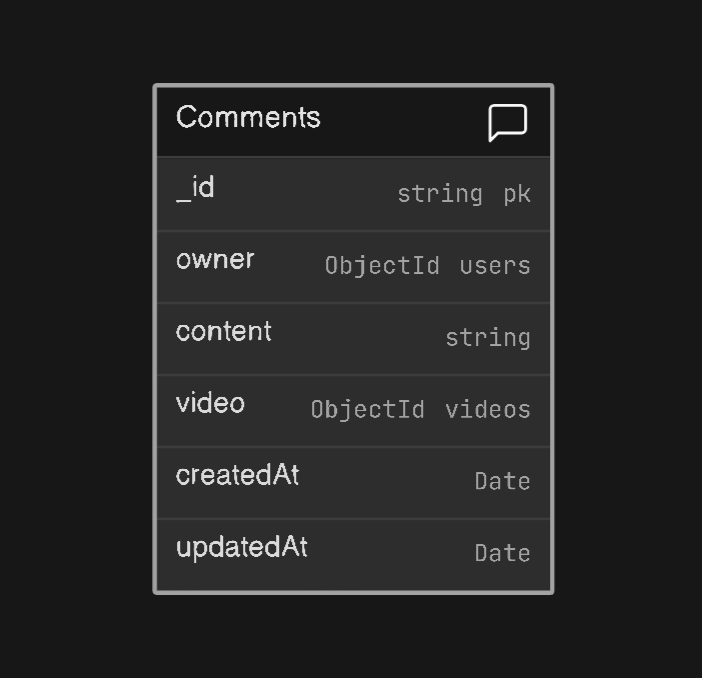 Comments
_id string pk
owner ObjectId users
content string
video ObjectId videos
createdAt Date
updatedAt Date